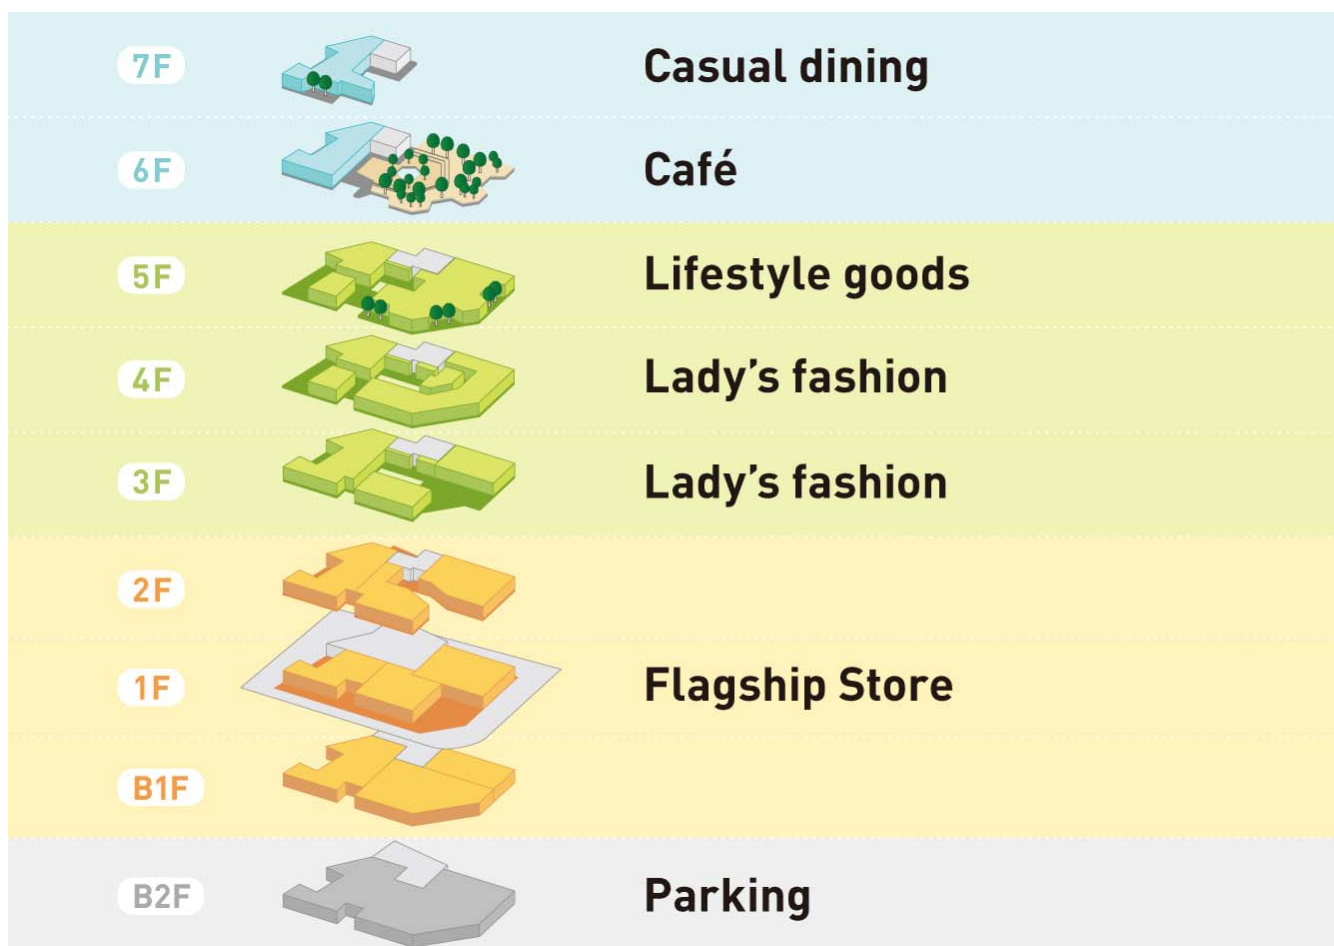 7F Casual dining
6F Café
5F Lifestyle goods
4F Lady's fashion
3F Lady's fashion
2F
1F Flagship Store
B1F
B2F Parking